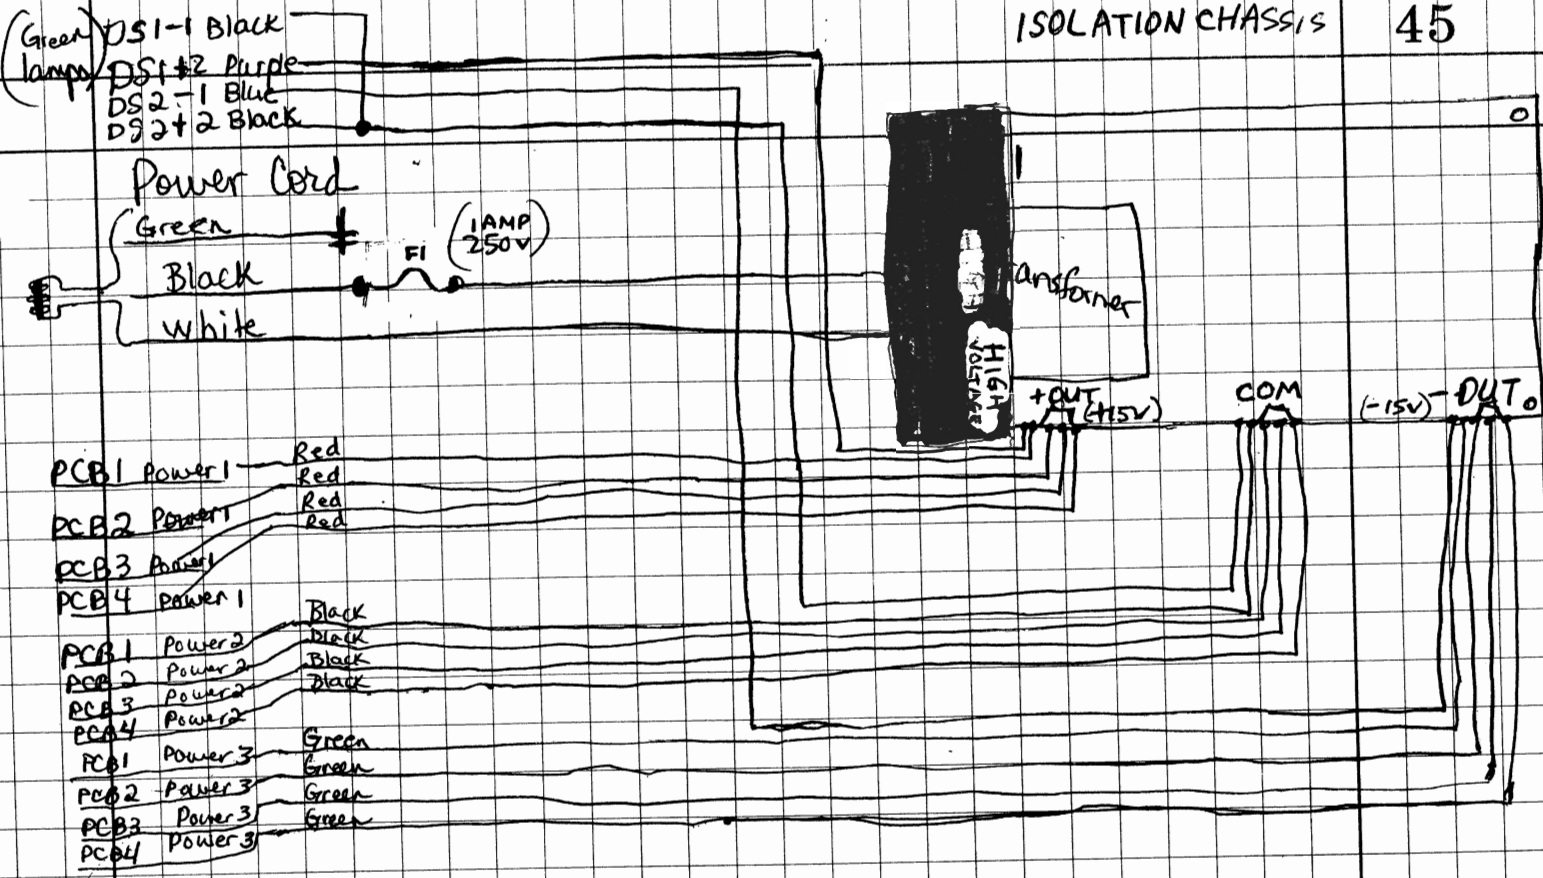 ISOLATION CHASSIS 45
(Green lamps)
DS1-1 Black
DS1+2 Purple
DS2-1 Blue
DS2+2 Black
Power Cord
Green
Black
White
F1
(1AMP 250V)
ansformer
HIGH VOLTAGE
+OUT
(+15V)
COM
(-15V)
-OUT
PCB1 Power1 Red
PCB2 Power1 Red
PCB3 Power1 Red
PCB4 Power1 Red
PCB1 Power2 Black
PCB2 Power2 Black
PCB3 Power2 Black
PCB4 Power2 Black
PCB1 Power3 Green
PCB2 Power3 Green
PCB3 Power3 Green
PCB4 Power3 Green